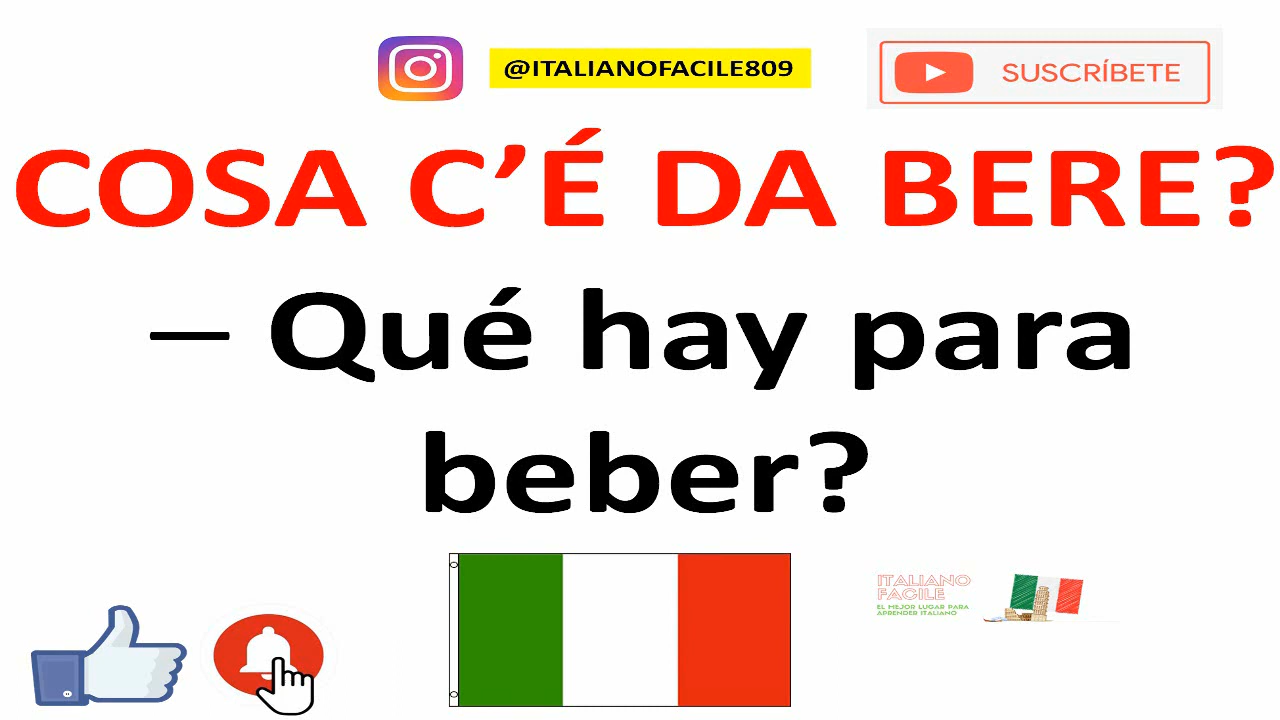 @ITALIANOFACILE809
SUSCRÍBETE
COSA C’É DA BERE?
– Qué hay para
beber?
ITALIANO
FACILE
EL MEJOR LUGAR PARA
APRENDER ITALIANO